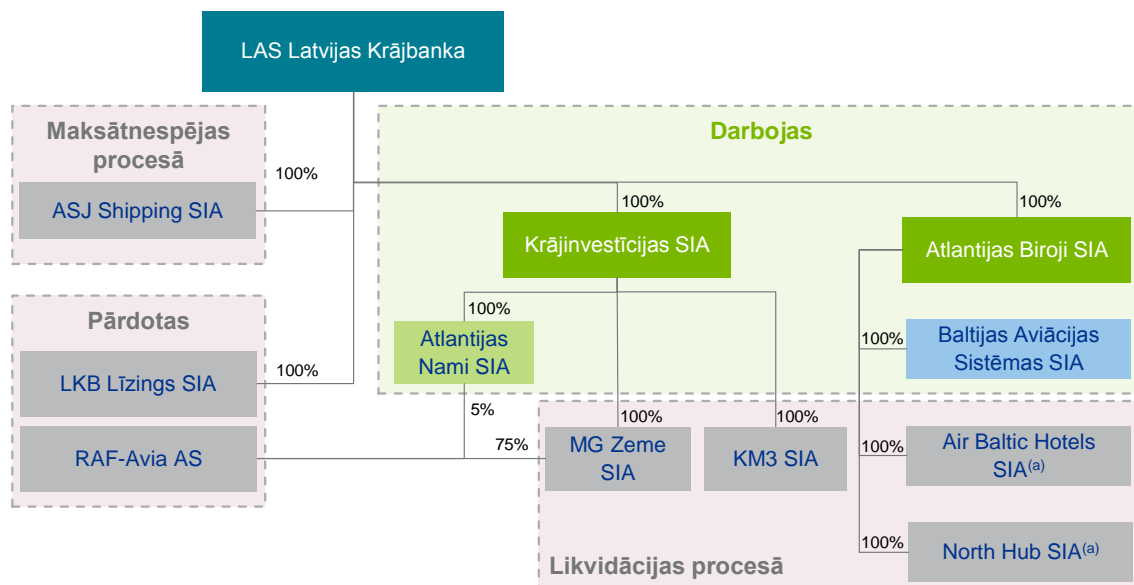 LAS Latvijas Krājbanka
Maksātnespējas
procesā
100%
ASJ Shipping SIA
Darbojas
100%
100%
Krājinvestīcijas SIA
Atlantijas Biroji SIA
Pārdotas
100%
LKB Līzings SIA
100%
Atlantijas
Nami SIA
100%
Baltijas Aviācijas
Sistēmas SIA
5%
100%
100%
RAF-Avia AS
75%
MG Zeme
SIA
KM3 SIA
100%
Air Baltic Hotels
SIA(a)
100%
North Hub SIA(a)
Likvidācijas procesā